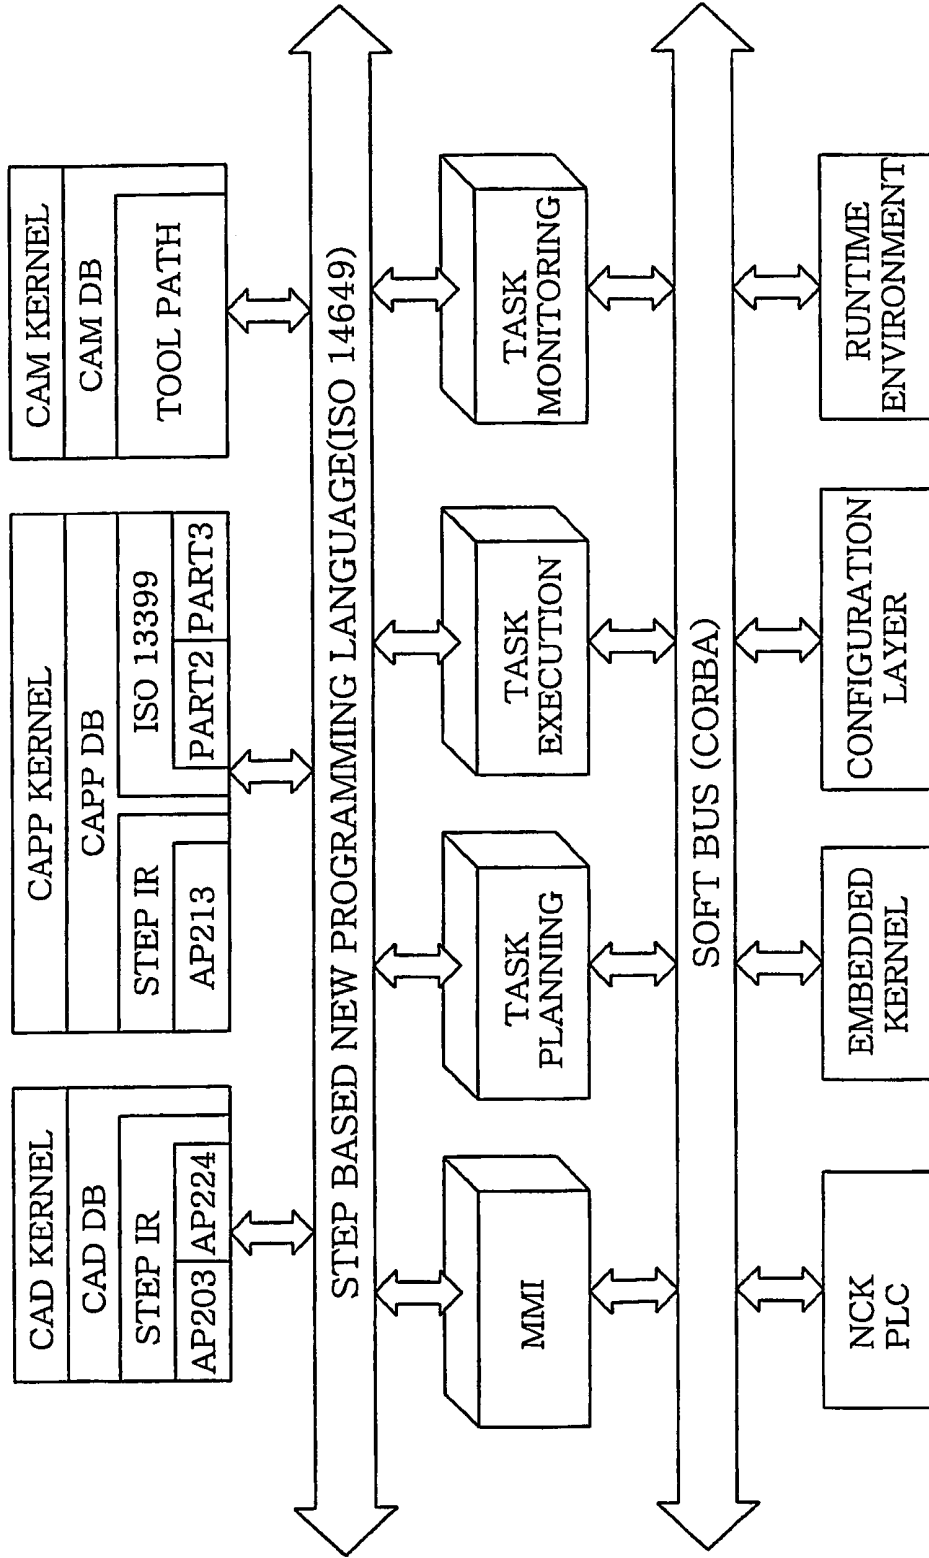 CAD KERNEL
CAD DB
STEP IR
AP203
AP224
CAPP KERNEL
CAPP DB
STEP IR
AP213
ISO 13399
PART2
PART3
CAM KERNEL
CAM DB
TOOL PATH
STEP BASED NEW PROGRAMMING LANGUAGE(ISO 14649)
MMI
TASK
PLANNING
TASK
EXECUTION
TASK
MONITORING
SOFT BUS (CORBA)
NCK
PLC
EMBEDDED
KERNEL
CONFIGURATION
LAYER
RUNTIME
ENVIRONMENT